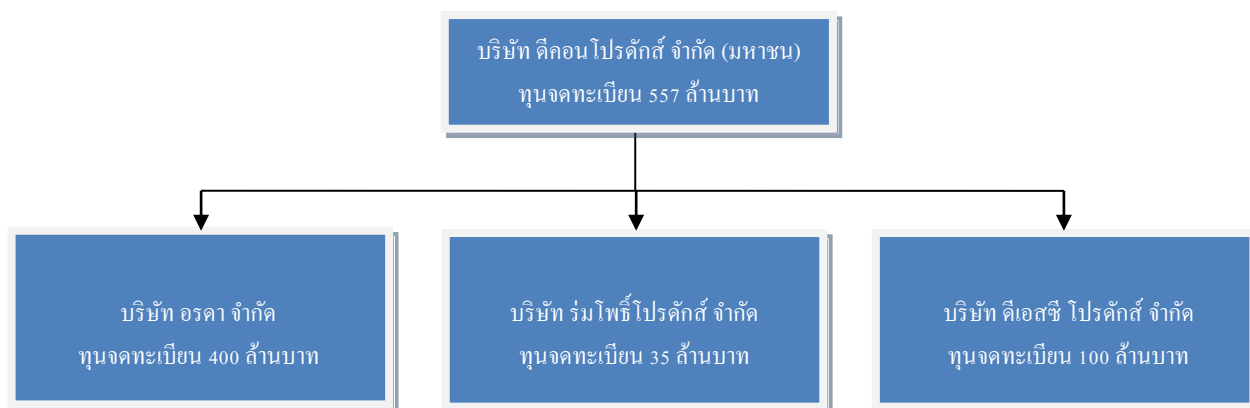 บริษัท ดีคอนโปรดักส์ จำกัด (มหาชน)
ทุนจดทะเบียน 557 ล้านบาท
บริษัท อรดา จำกัด
ทุนจดทะเบียน 400 ล้านบาท
บริษัท ร่มโพธิ์โปรดักส์ จำกัด
ทุนจดทะเบียน 35 ล้านบาท
บริษัท ดีเอสซี โปรดักส์ จำกัด
ทุนจดทะเบียน 100 ล้านบาท